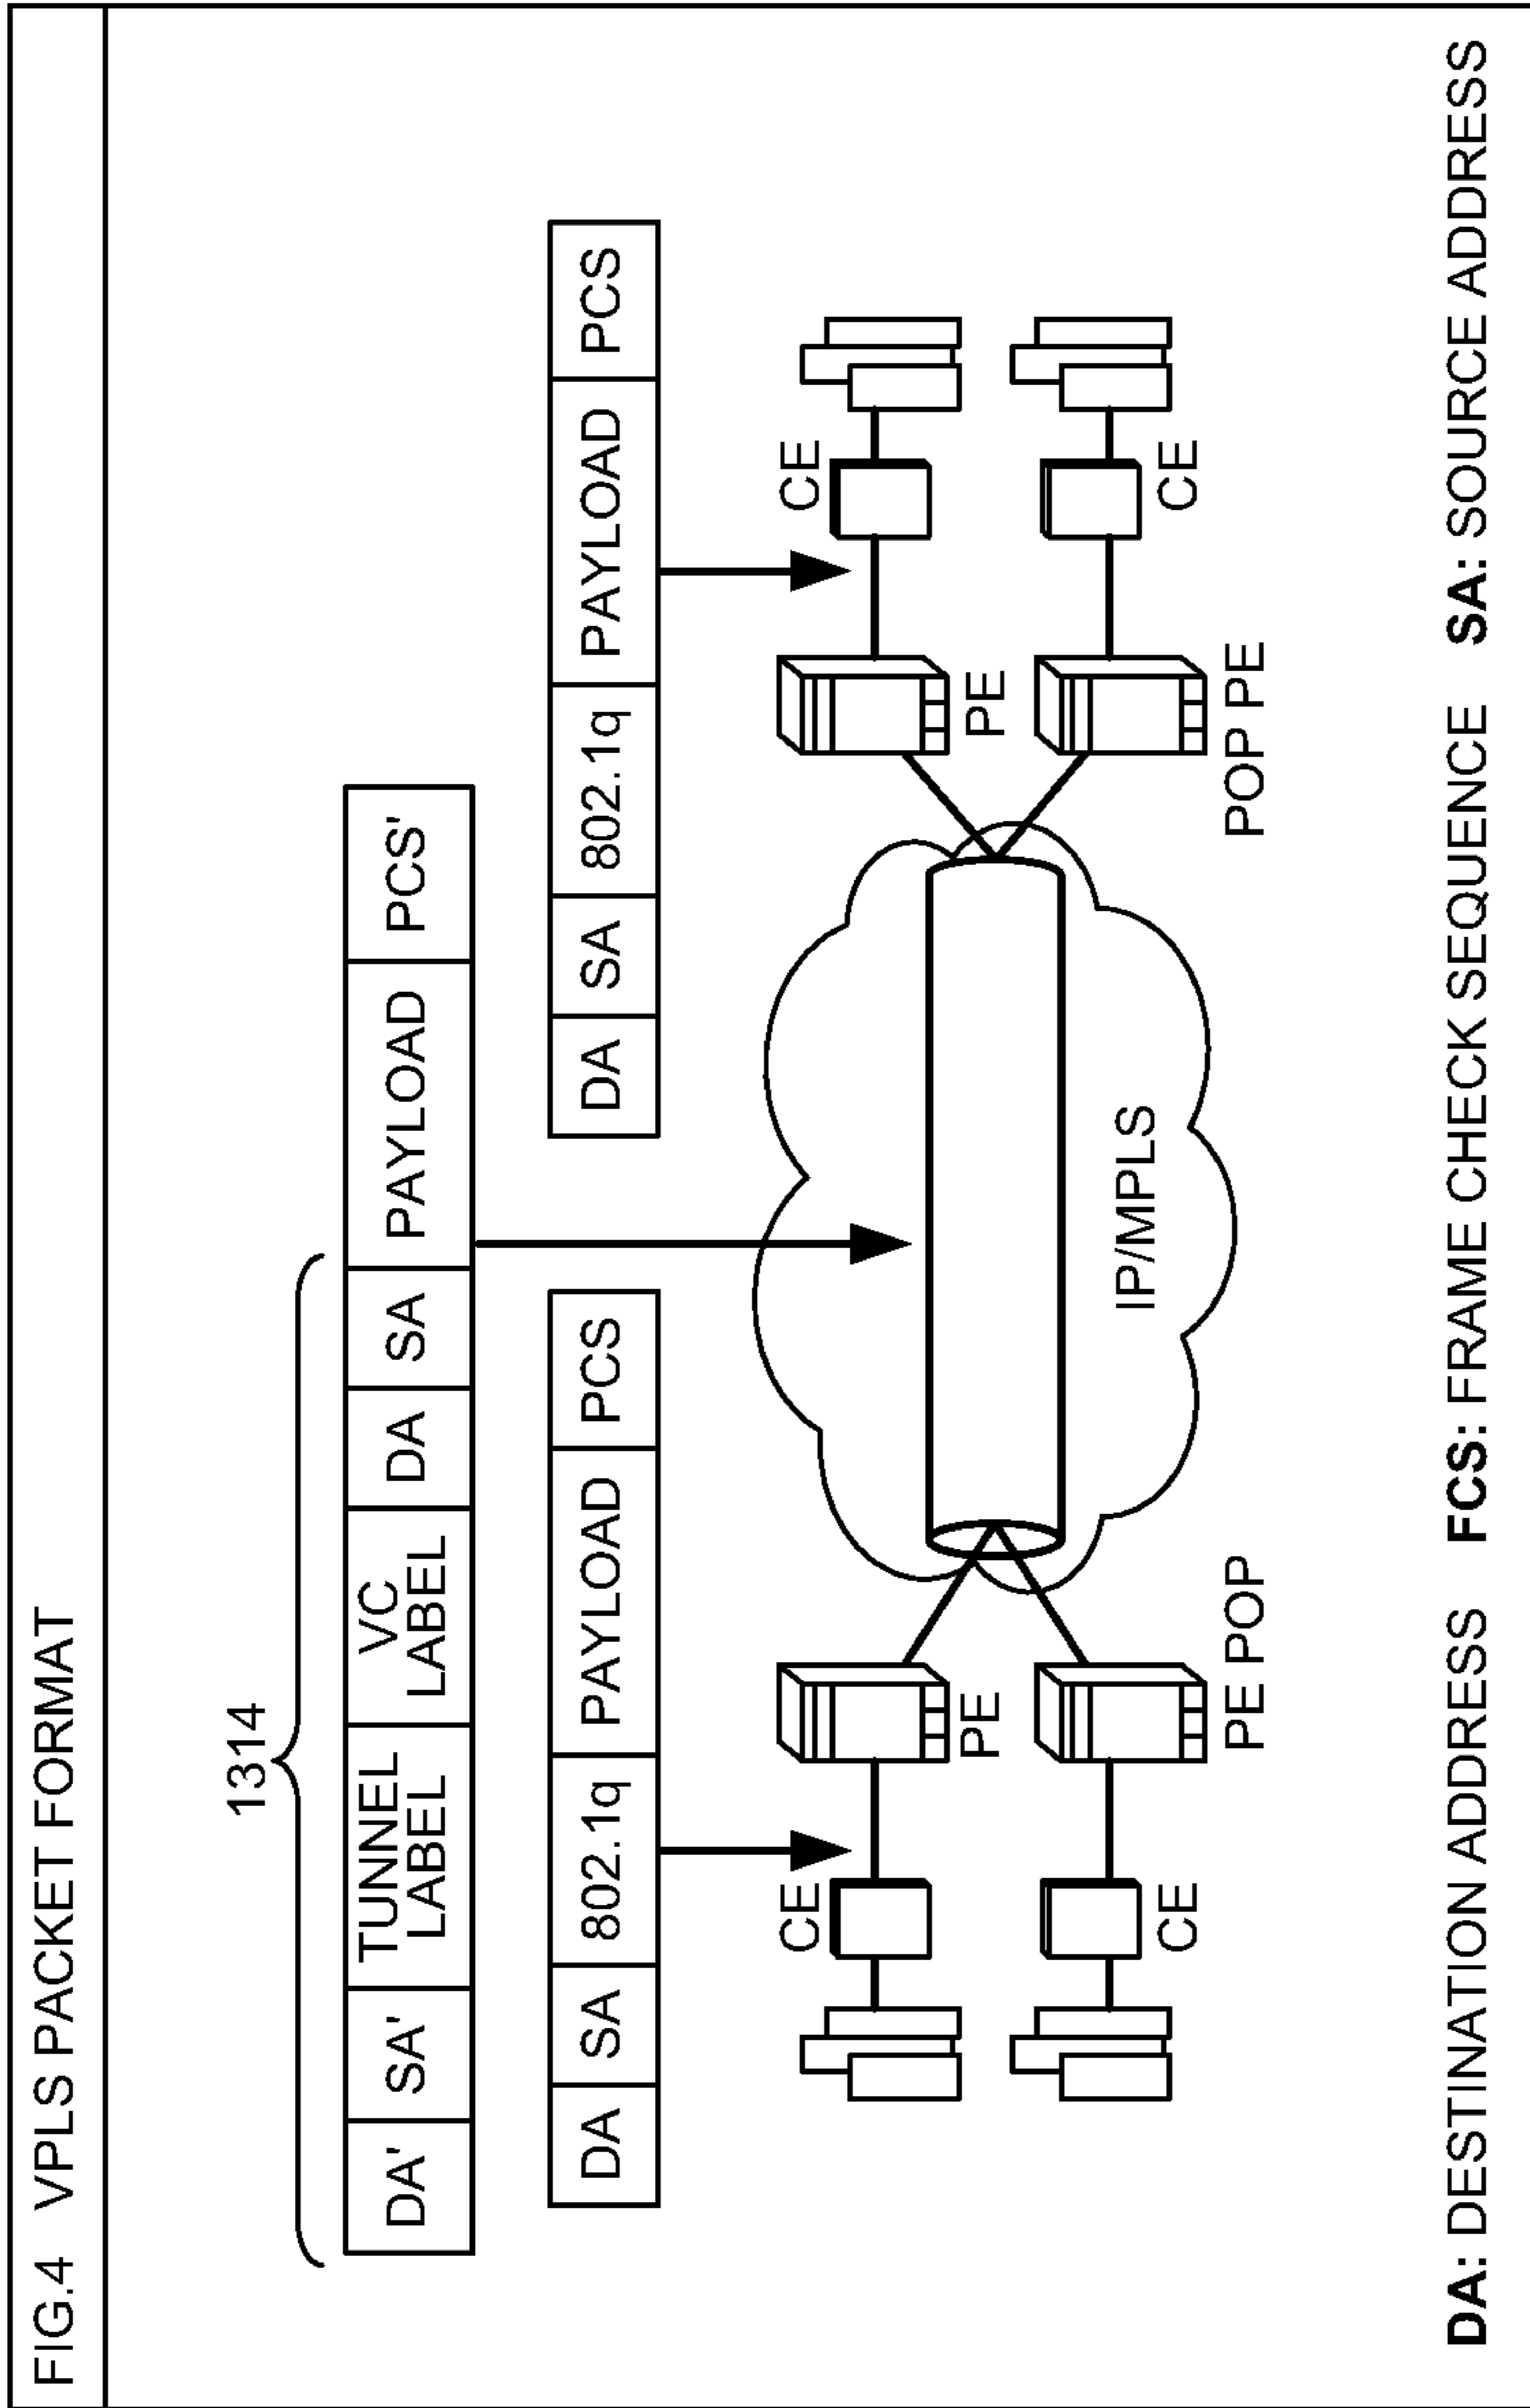 FIG.4 VPLS PACKET FORMAT
1314
DA' SA' TUNNEL LABEL VC LABEL DA SA PAYLOAD PCS'
DA SA 802.1q PAYLOAD PCS
DA SA 802.1q PAYLOAD PCS
CE
PE
PE
CE
IP/MPLS
CE
PE POP
POP PE
CE
DA: DESTINATION ADDRESS FCS: FRAME CHECK SEQUENCE SA: SOURCE ADDRESS